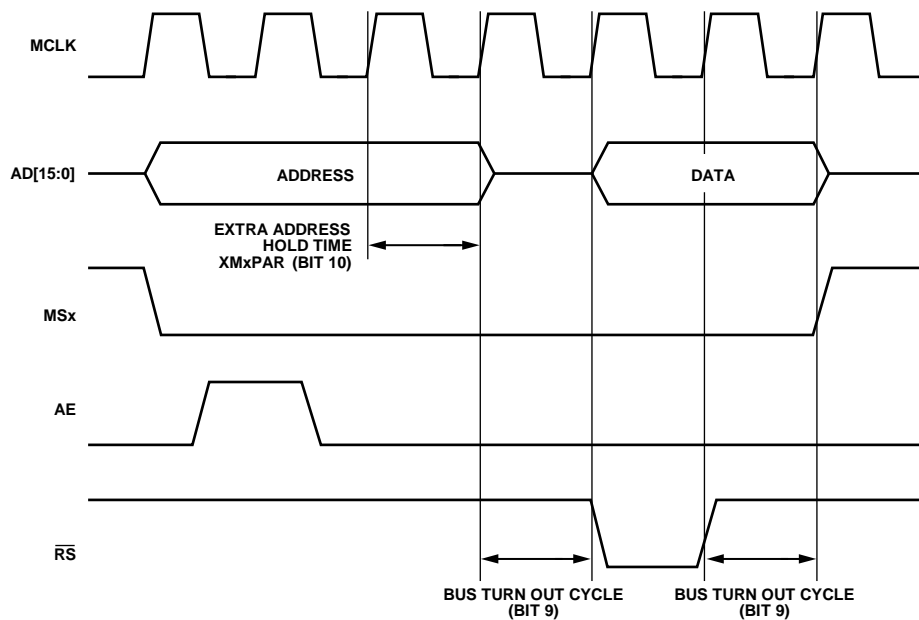 MCLK
AD[15:0]
ADDRESS
DATA
EXTRA ADDRESS
HOLD TIME
XMxPAR (BIT 10)
MSx
AE
RS
BUS TURN OUT CYCLE
(BIT 9)
BUS TURN OUT CYCLE
(BIT 9)